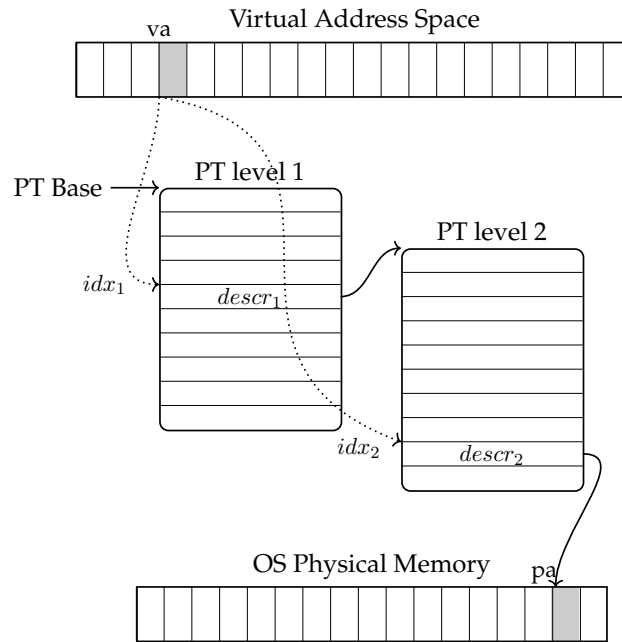 Virtual Address Space
va
PT level 1
PT Base
PT level 2
idx₁
descr₁
idx₂
descr₂
OS Physical Memory
pa